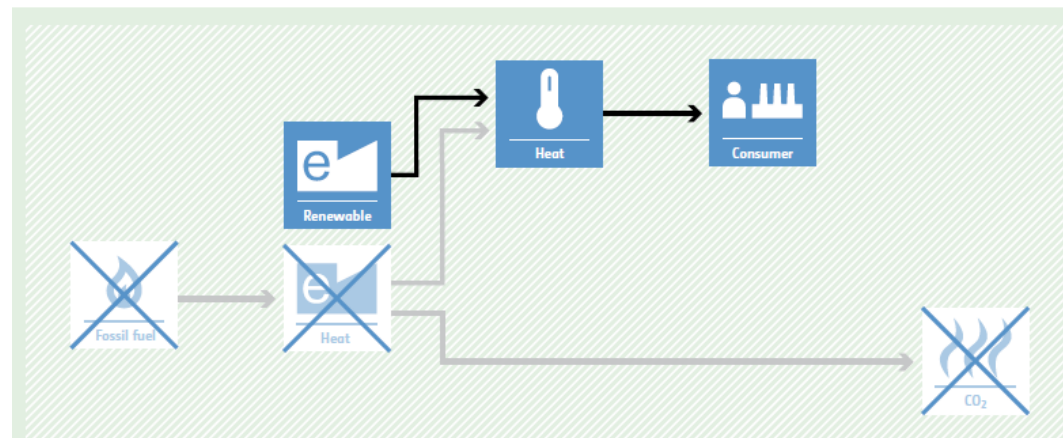 Heat
Consumer
e
Renewable
Fossil fuel
e
Heat
CO₂